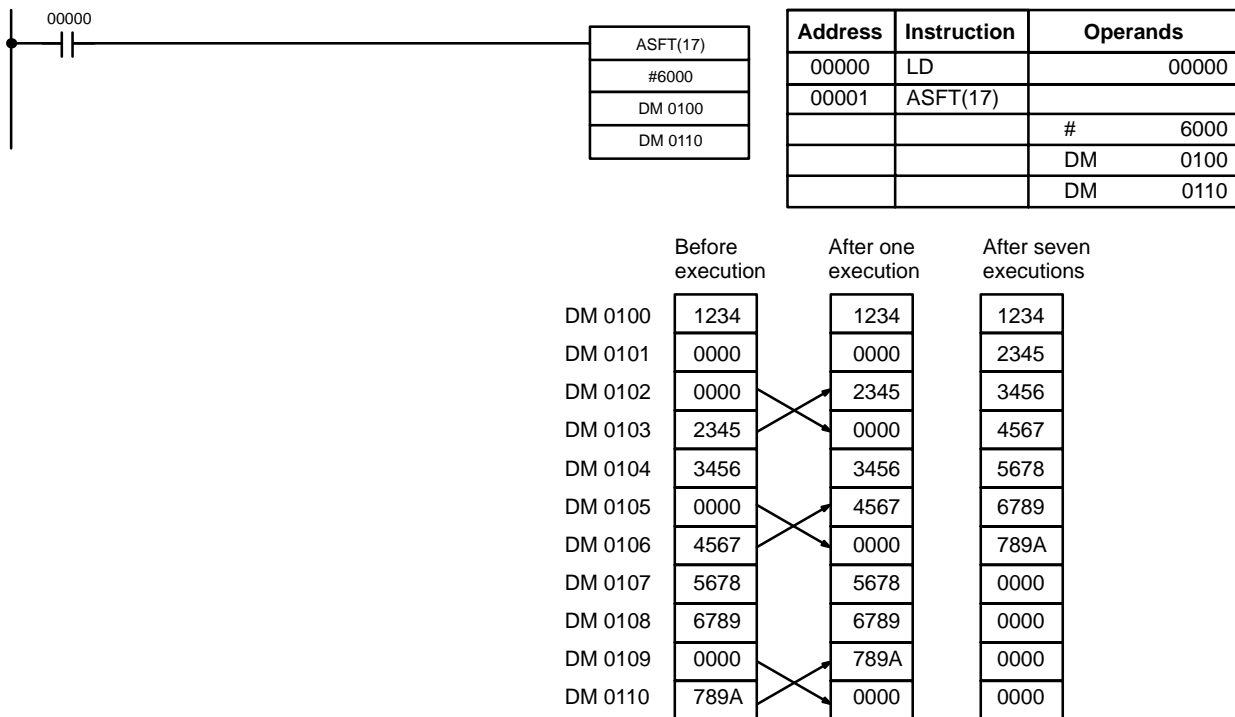 00000
ASFT(17)
#6000
DM 0100
DM 0110
Address Instruction Operands
00000 LD 00000
00001 ASFT(17)
# 6000
DM 0100
DM 0110
Before execution After one execution After seven executions
DM 0100 1234 1234 1234
DM 0101 0000 0000 2345
DM 0102 0000 2345 3456
DM 0103 2345 0000 4567
DM 0104 3456 3456 5678
DM 0105 0000 4567 6789
DM 0106 4567 0000 789A
DM 0107 5678 5678 0000
DM 0108 6789 6789 0000
DM 0109 0000 789A 0000
DM 0110 789A 0000 0000